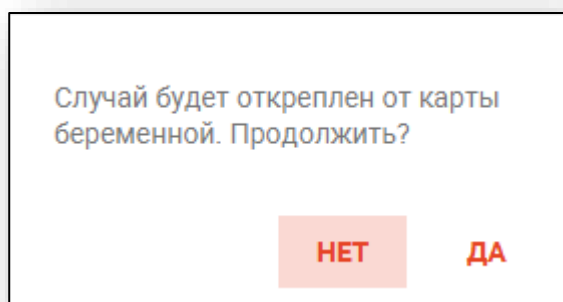 Случай будет откреплен от карты
беременной. Продолжить?
НЕТ ДА